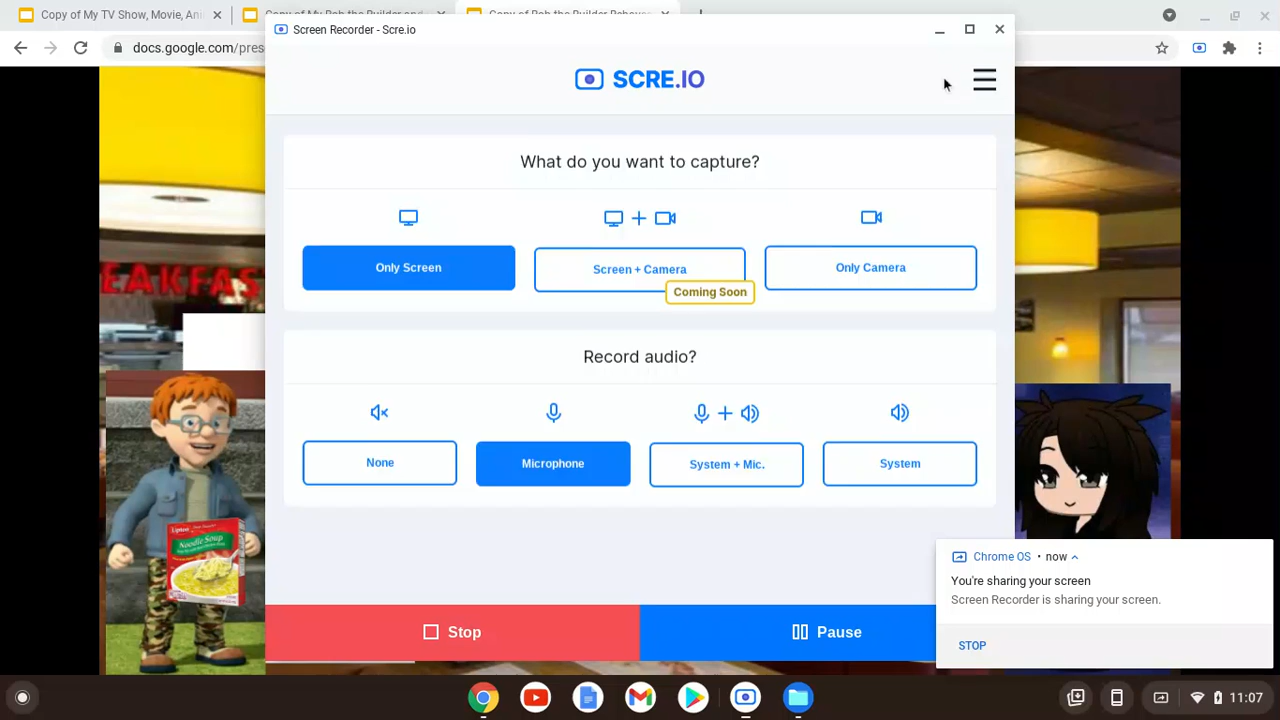 Copy of My TV Show, Movie, Ani
Screen Recorder - Scre.io
docs.google.com/pres
SCRE.IO
What do you want to capture?
Only Screen
Screen + Camera
Only Camera
Coming Soon
Record audio?
None
Microphone
System + Mic.
System
Noodle Soup
Chrome OS • now
You're sharing your screen
Screen Recorder is sharing your screen.
STOP
Stop
Pause
11:07